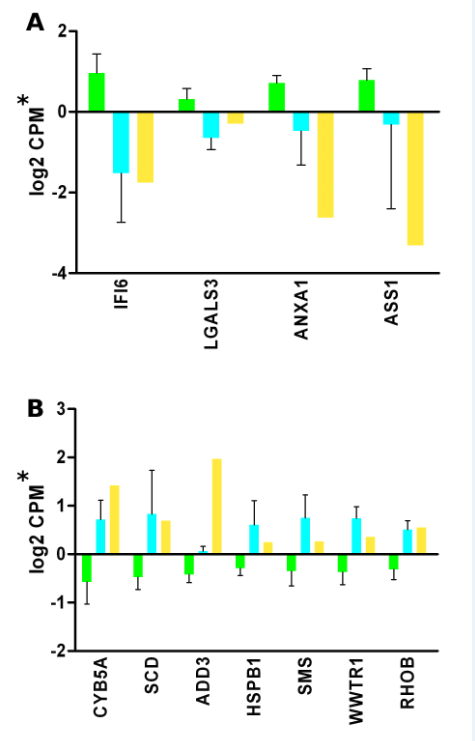 A
2
0
-2
-4
log2 CPM*
IFI6
LGALS3
ANXA1
ASS1
B
3
2
1
0
-1
-2
log2 CPM*
CYB5A
SCD
ADD3
HSPB1
SMS
WWTR1
RHOB